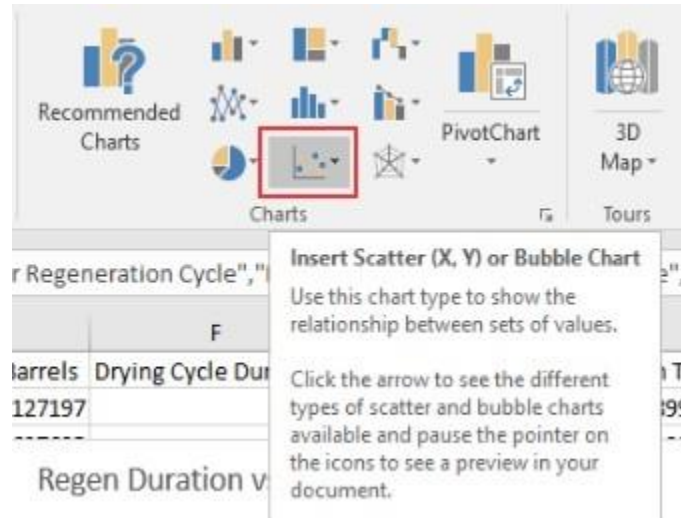 Recommended
Charts
PivotChart
3D
Map
Charts
Tours
r Regeneration Cycle","
Insert Scatter (X, Y) or Bubble Chart
Use this chart type to show the
relationship between sets of values.
Click the arrow to see the different
types of scatter and bubble charts
available and pause the pointer on
the icons to see a preview in your
document.
F
Barrels Drying Cycle Dur
127197
Regen Duration v